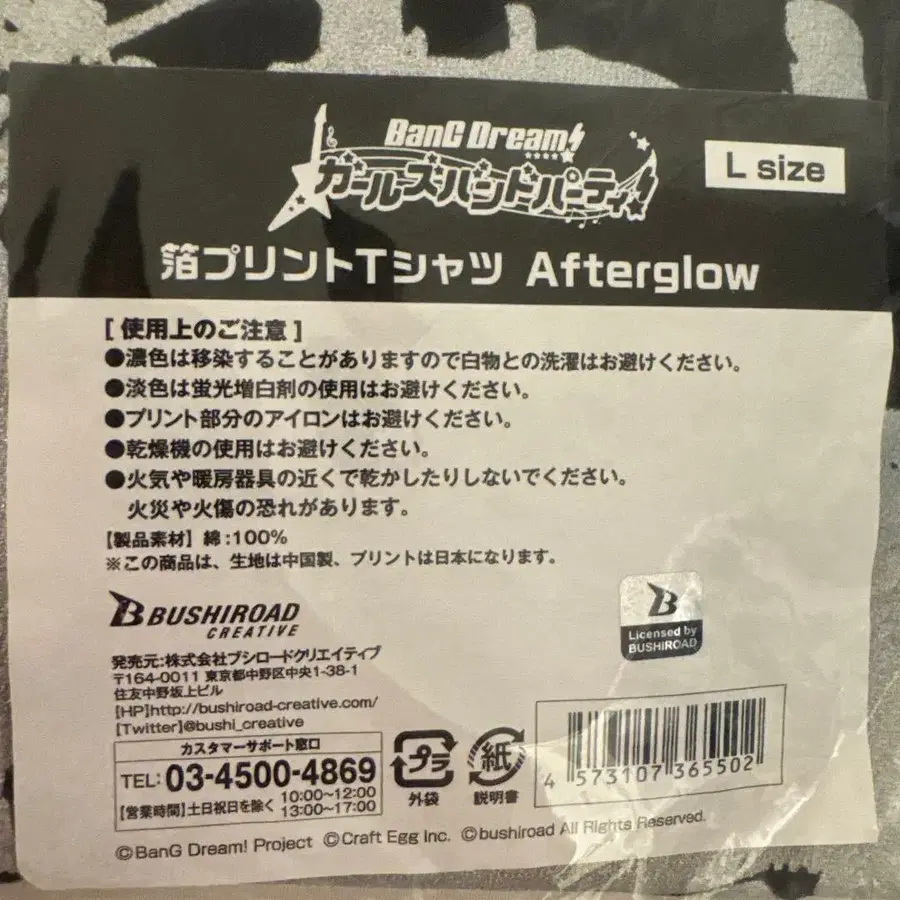 BanG Dream!
ガールズバンドパーティ!
L size
箔プリントTシャツ Afterglow
[ 使用上のご注意 ]
●濃色は移染することがありますので白物との洗濯はお避けください。
●淡色は蛍光増白剤の使用はお避けください。
●プリント部分のアイロンはお避けください。
●乾燥機の使用はお避けください。
●火気や暖房器具の近くで乾かしたりしないでください。
火災や火傷の恐れがあります。
【製品素材】綿:100%
※この商品は、生地は中国製、プリントは日本になります。
BUSHIROAD
CREATIVE
B
Licensed by
BUSHIROAD
発売元:株式会社ブシロードクリエイティブ
〒164-0011 東京都中野区中央1-38-1
住友中野坂上ビル
[HP]http://bushiroad-creative.com/
[Twitter]@bushi_creative
カスタマーサポート窓口
TEL: 03-4500-4869
【営業時間】土日祝日を除く 10:00〜12:00
13:00〜17:00
プラ
外袋
紙
説明書
4 573107 365502
©BanG Dream! Project ©Craft Egg Inc. ©bushiroad All Rights Reserved.